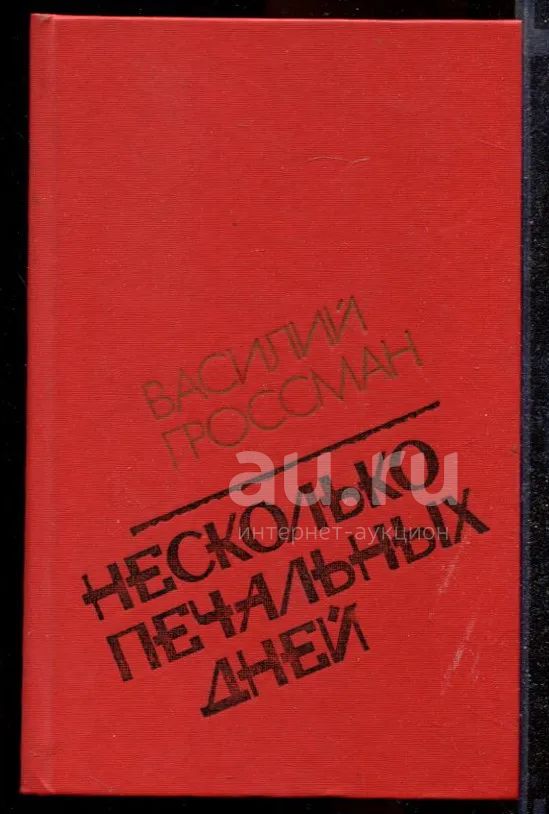 ВАСИЛИЙ
ГРОССМАН
НЕСКОЛЬКО
ПЕЧАЛЬНЫХ
ДНЕЙ
au.ru
интернет-аукцион